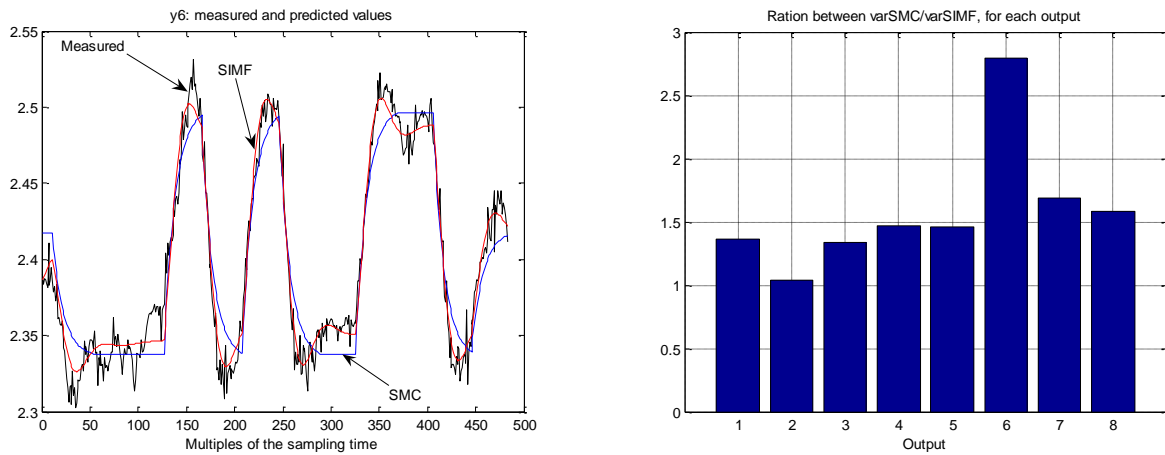 y6: measured and predicted values
2.55
2.5
2.45
2.4
2.35
2.3
0 50 100 150 200 250 300 350 400 450 500
Multiples of the sampling time
Measured
SIMF
SMC
Ration between varSMC/varSIMF, for each output
3
2.5
2
1.5
1
0.5
0
1 2 3 4 5 6 7 8
Output